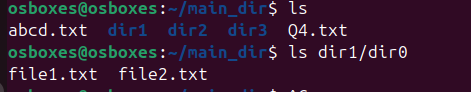 osboxes@osboxes:~/main_dir$ ls
abcd.txt  dir1  dir2  dir3  Q4.txt
osboxes@osboxes:~/main_dir$ ls dir1/dir0
file1.txt  file2.txt